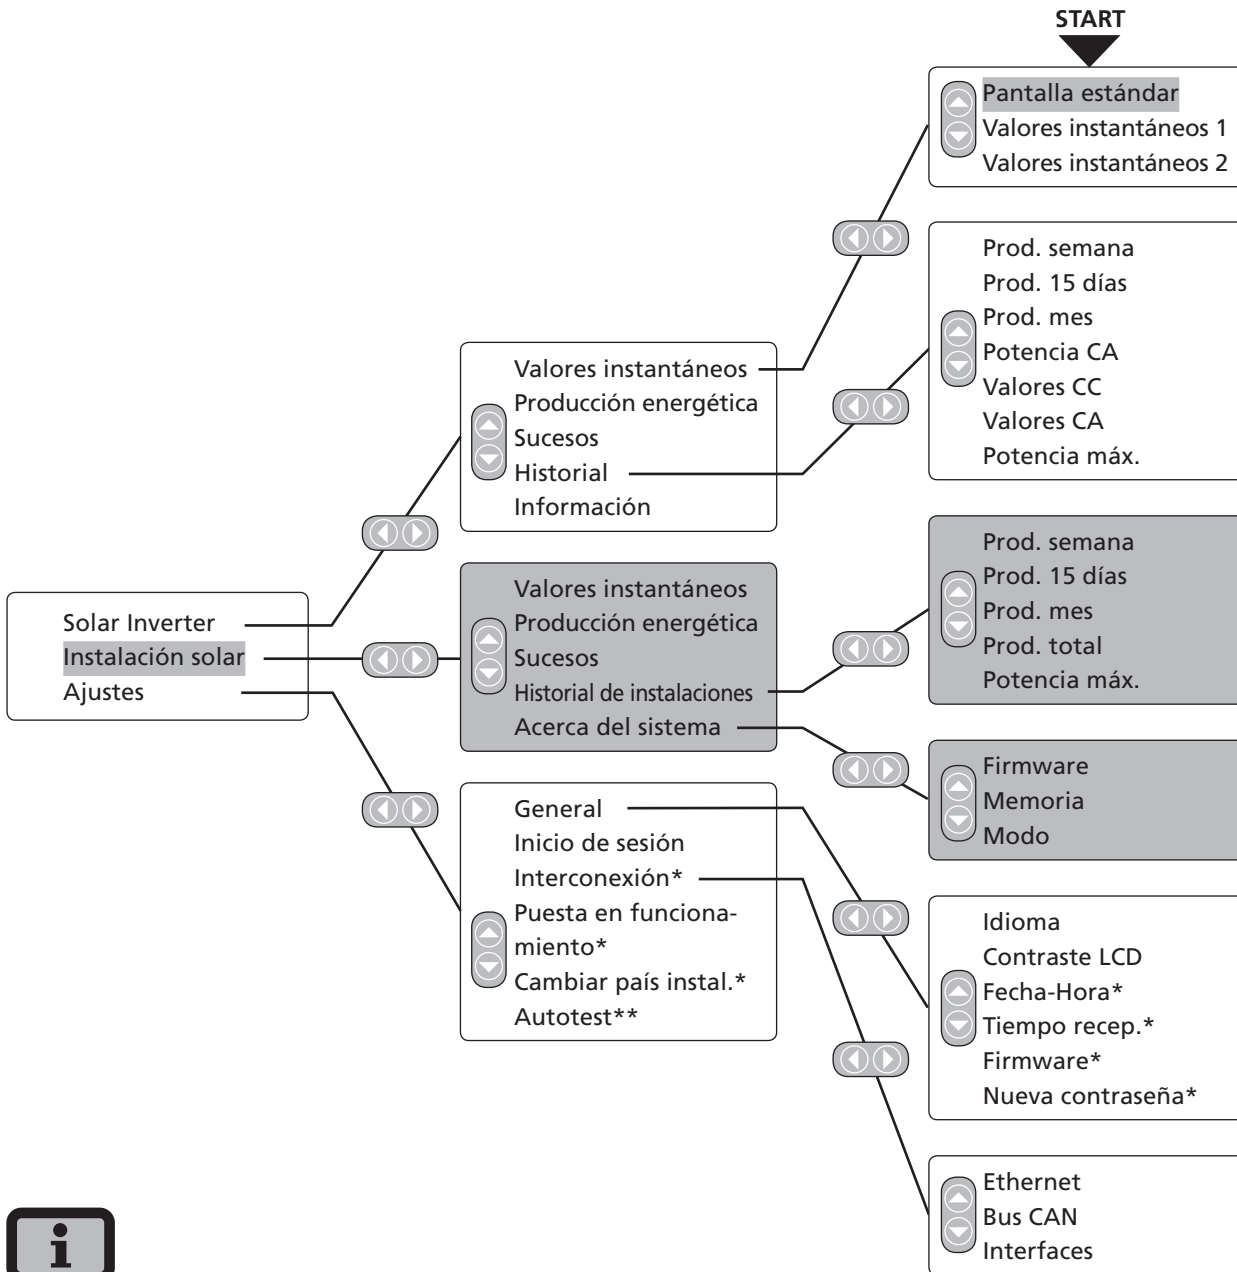 START
Pantalla estándar
Valores instantáneos 1
Valores instantáneos 2
Prod. semana
Prod. 15 días
Prod. mes
Potencia CA
Valores CC
Valores CA
Potencia máx.
Valores instantáneos
Producción energética
Sucesos
Historial
Información
Prod. semana
Prod. 15 días
Prod. mes
Prod. total
Potencia máx.
Valores instantáneos
Producción energética
Sucesos
Historial de instalaciones
Acerca del sistema
Solar Inverter
Instalación solar
Ajustes
Firmware
Memoria
Modo
General
Inicio de sesión
Interconexión*
Puesta en funciona-
miento*
Cambiar país instal.*
Autotest**
Idioma
Contraste LCD
Fecha-Hora*
Tiempo recep.*
Firmware*
Nueva contraseña*
Ethernet
Bus CAN
Interfaces
i